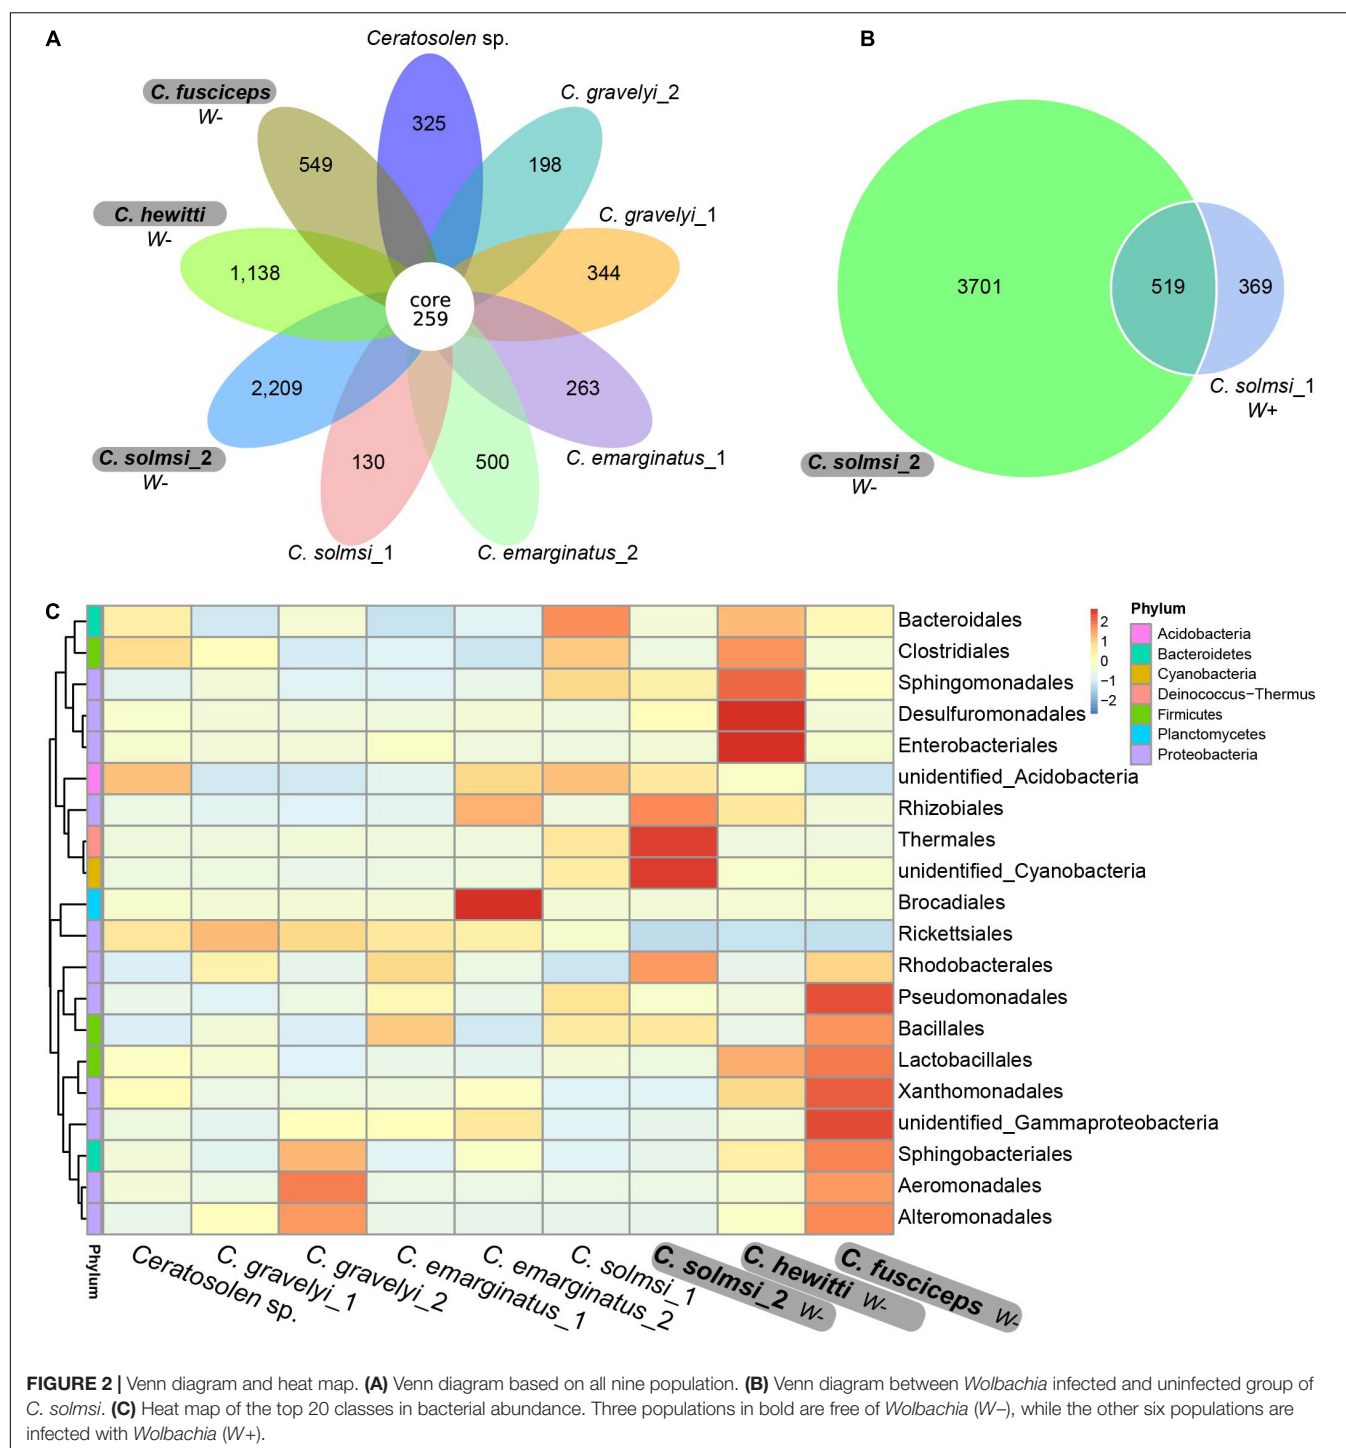 A
Ceratosolen sp.
C. fusciceps
W-
C. gravelyi_2
325
549
198
C. hewitti
W-
C. gravelyi_1
1,138
344
core
259
2,209
263
C. solmsi_2
W-
C. emarginatus_1
130
500
C. solmsi_1
C. emarginatus_2
B
3701
519
369
C. solmsi_1
W+
C. solmsi_2
W-
C
Bacteroidales
Clostridiales
Sphingomonadales
Desulfuromonadales
Enterobacteriales
unidentified_Acidobacteria
Rhizobiales
Thermales
unidentified_Cyanobacteria
Brocadiales
Rickettsiales
Rhodobacterales
Pseudomonadales
Bacillales
Lactobacillales
Xanthomonadales
unidentified_Gammaproteobacteria
Sphingobacteriales
Aeromonadales
Alteromonadales
2
1
0
−1
−2
Phylum
Acidobacteria
Bacteroidetes
Cyanobacteria
Deinococcus−Thermus
Firmicutes
Planctomycetes
Proteobacteria
Phylum
Ceratosolen sp.
C. gravelyi_1
C. gravelyi_2
C. emarginatus_1
C. emarginatus_2
C. solmsi_1
C. solmsi_2 W-
C. hewitti W-
C. fusciceps W-
FIGURE 2 | Venn diagram and heat map. (A) Venn diagram based on all nine population. (B) Venn diagram between Wolbachia infected and uninfected group of
C. solmsi. (C) Heat map of the top 20 classes in bacterial abundance. Three populations in bold are free of Wolbachia (W−), while the other six populations are
infected with Wolbachia (W+).